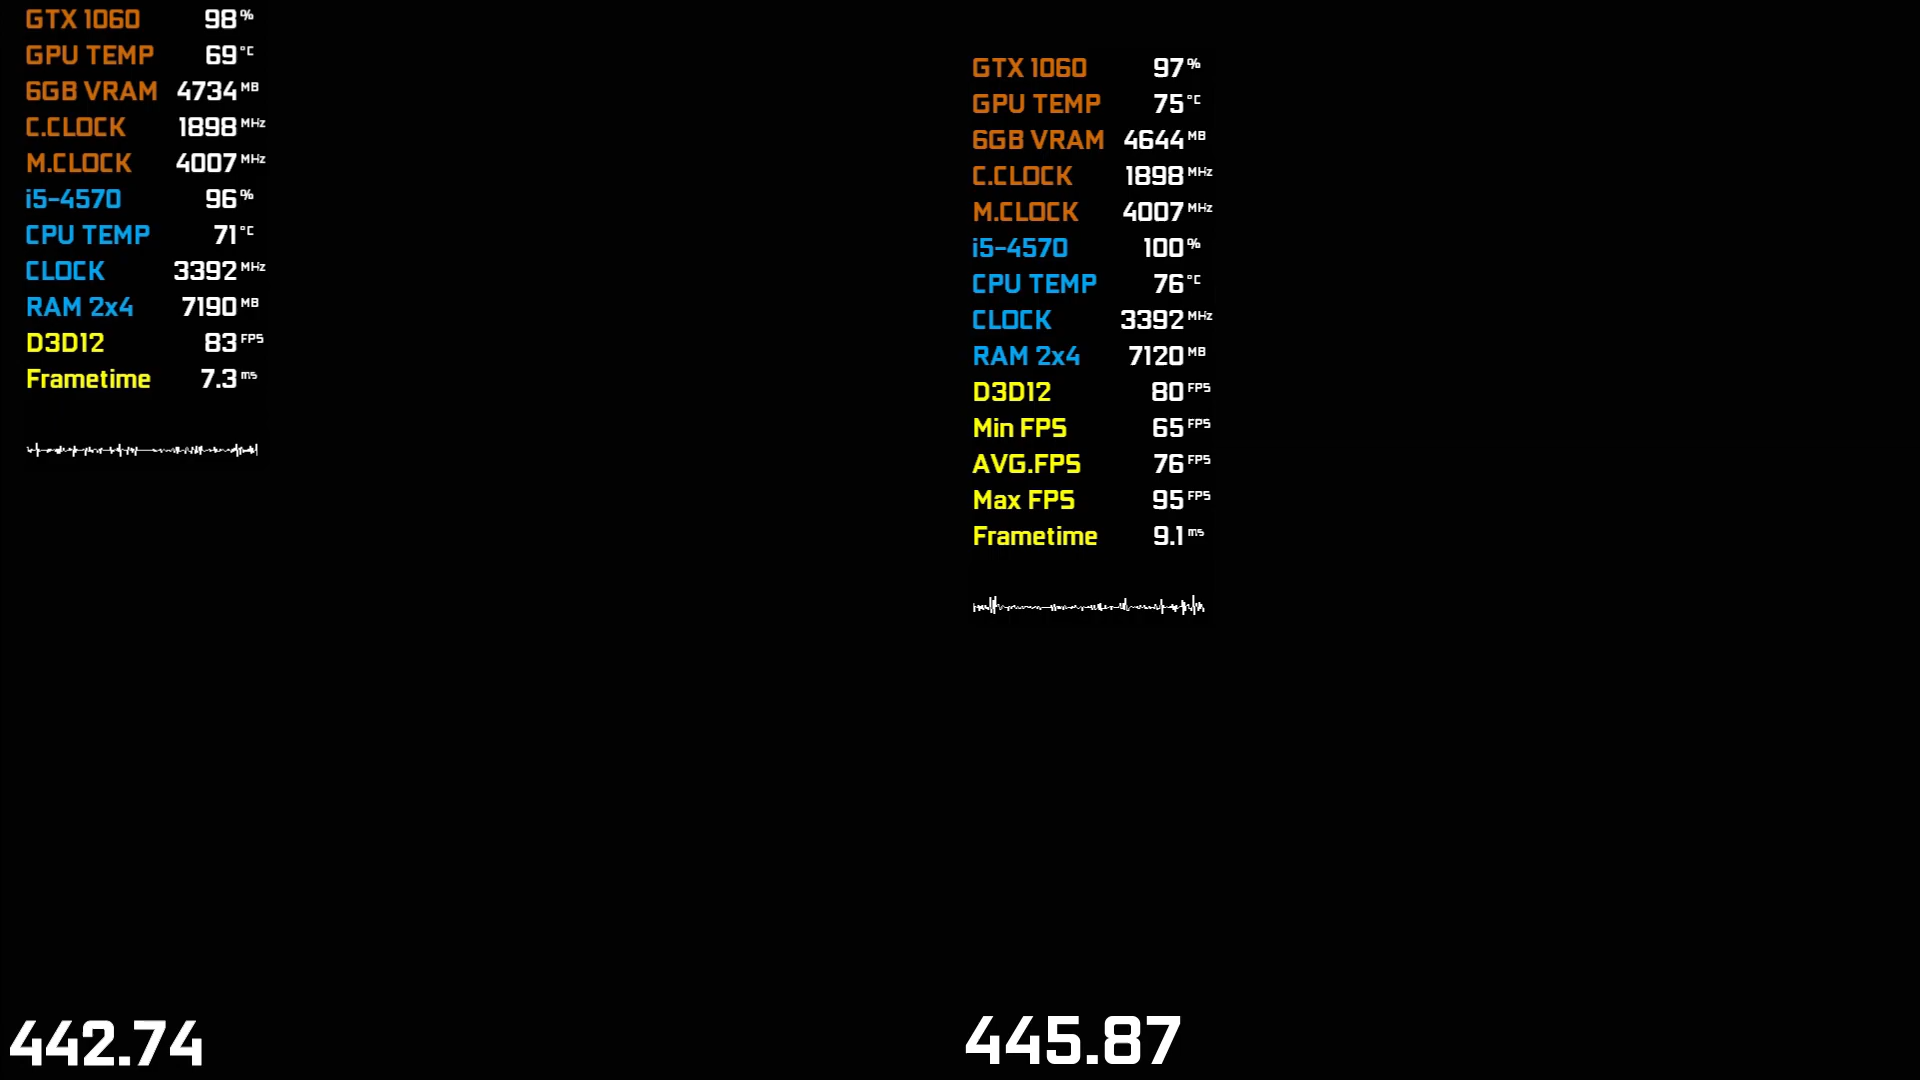 GTX 1060 98 %
GPU TEMP 69 °C
6GB VRAM 4734 MB
C.CLOCK 1898 MHz
M.CLOCK 4007 MHz
i5-4570 96 %
CPU TEMP 71 °C
CLOCK 3392 MHz
RAM 2x4 7190 MB
D3D12 83 FPS
Frametime 7.3 ms
442.74
GTX 1060 97 %
GPU TEMP 75 °C
6GB VRAM 4644 MB
C.CLOCK 1898 MHz
M.CLOCK 4007 MHz
i5-4570 100 %
CPU TEMP 76 °C
CLOCK 3392 MHz
RAM 2x4 7120 MB
D3D12 80 FPS
Min FPS 65 FPS
AVG.FPS 76 FPS
Max FPS 95 FPS
Frametime 9.1 ms
445.87